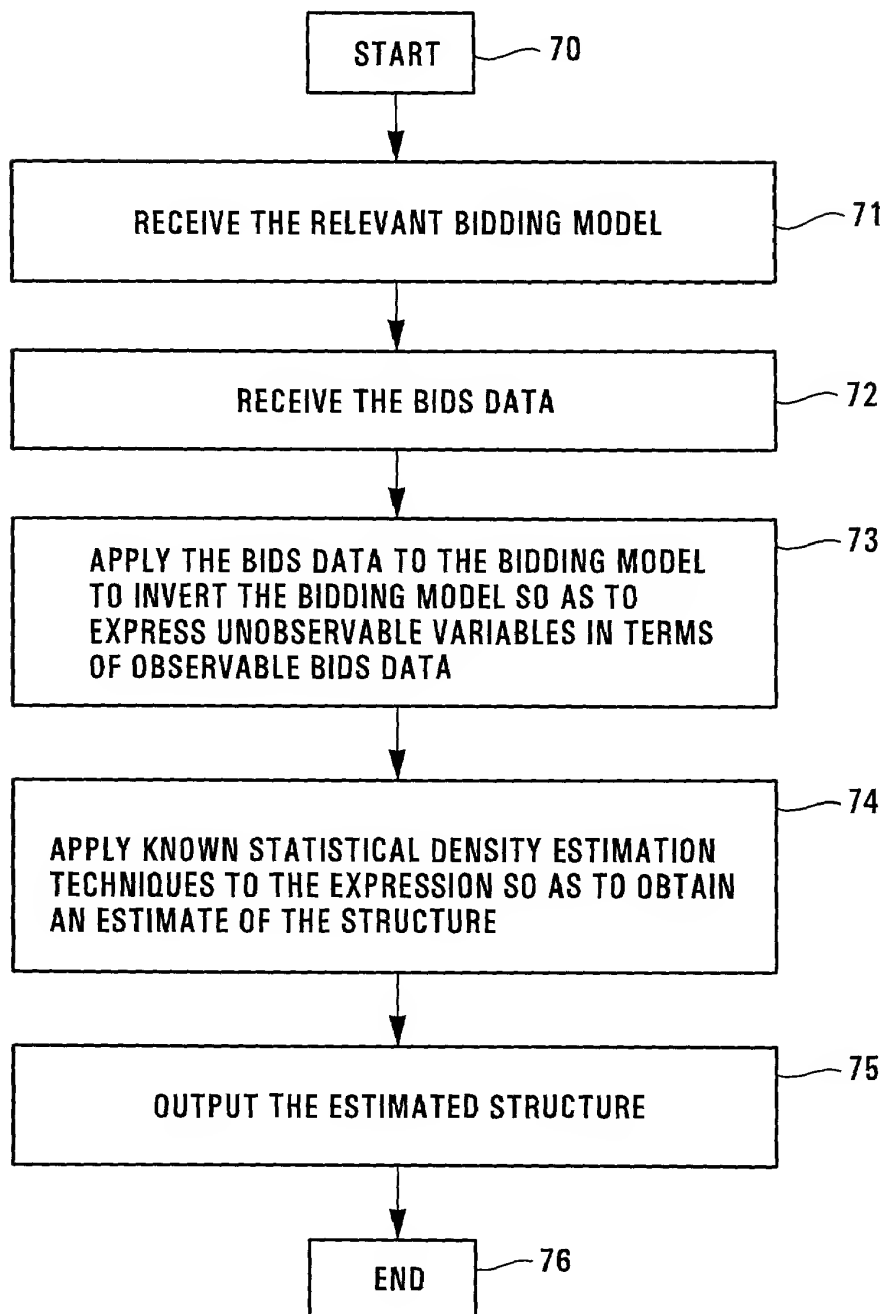 START
70
RECEIVE THE RELEVANT BIDDING MODEL
71
RECEIVE THE BIDS DATA
72
APPLY THE BIDS DATA TO THE BIDDING MODEL
TO INVERT THE BIDDING MODEL SO AS TO
EXPRESS UNOBSERVABLE VARIABLES IN TERMS
OF OBSERVABLE BIDS DATA
73
APPLY KNOWN STATISTICAL DENSITY ESTIMATION
TECHNIQUES TO THE EXPRESSION SO AS TO OBTAIN
AN ESTIMATE OF THE STRUCTURE
74
OUTPUT THE ESTIMATED STRUCTURE
75
END
76